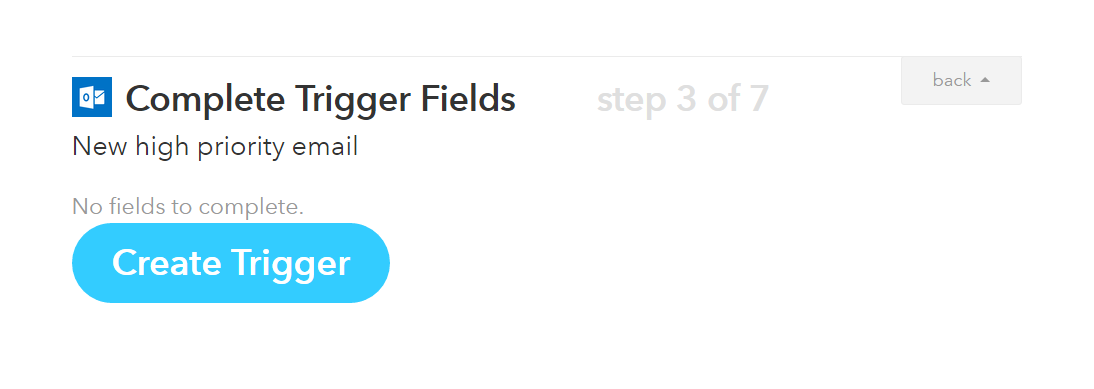 Complete Trigger Fields
step 3 of 7
back
New high priority email
No fields to complete.
Create Trigger